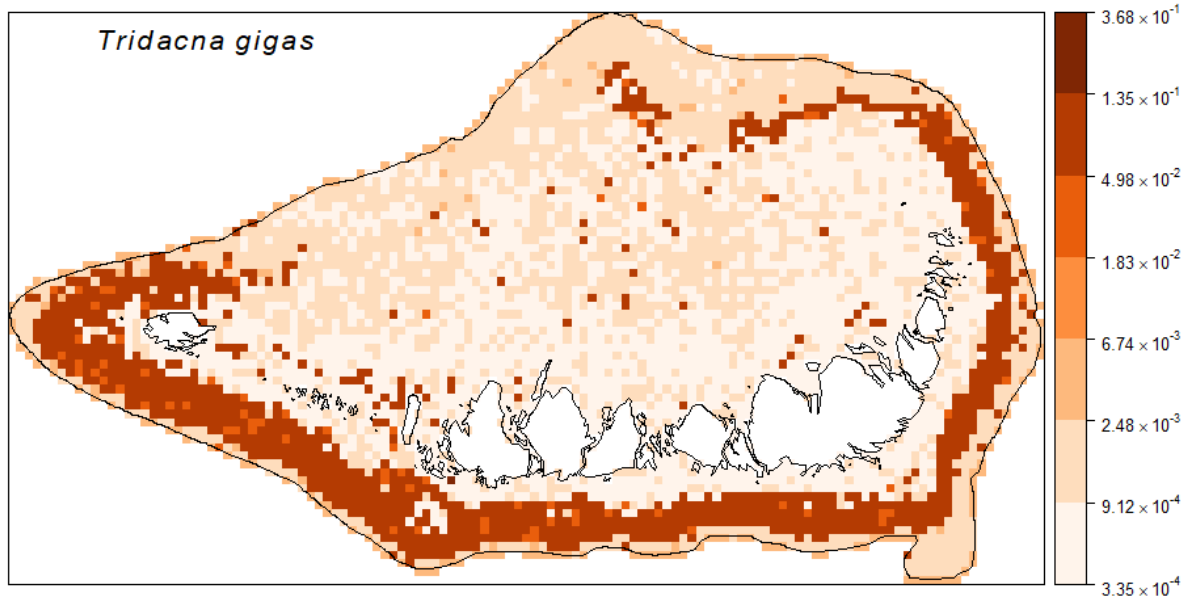 Tridacna gigas
3.68 × 10⁻¹
1.35 × 10⁻¹
4.98 × 10⁻²
1.83 × 10⁻²
6.74 × 10⁻³
2.48 × 10⁻³
9.12 × 10⁻⁴
3.35 × 10⁻⁴